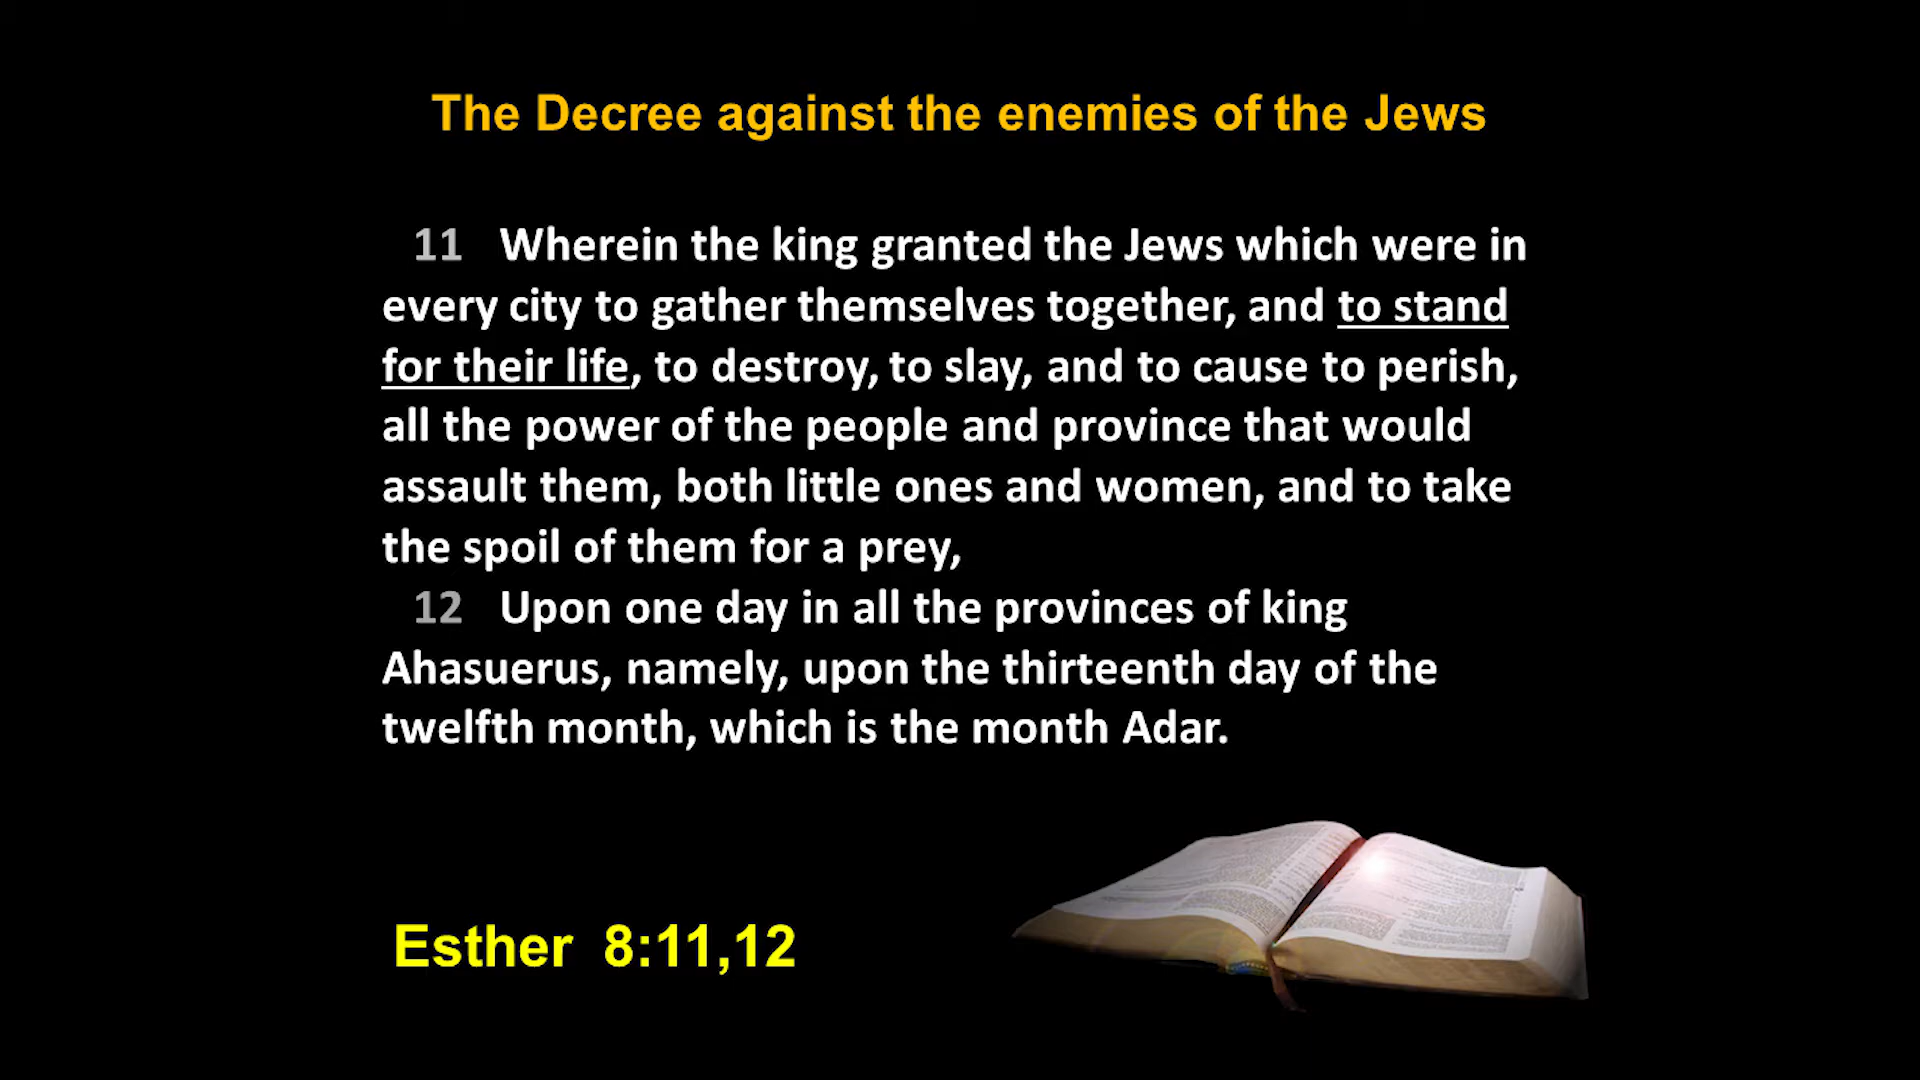 The Decree against the enemies of the Jews
11 Wherein the king granted the Jews which were in
every city to gather themselves together, and to stand
for their life, to destroy, to slay, and to cause to perish,
all the power of the people and province that would
assault them, both little ones and women, and to take
the spoil of them for a prey,
12 Upon one day in all the provinces of king
Ahasuerus, namely, upon the thirteenth day of the
twelfth month, which is the month Adar.
Esther 8:11,12